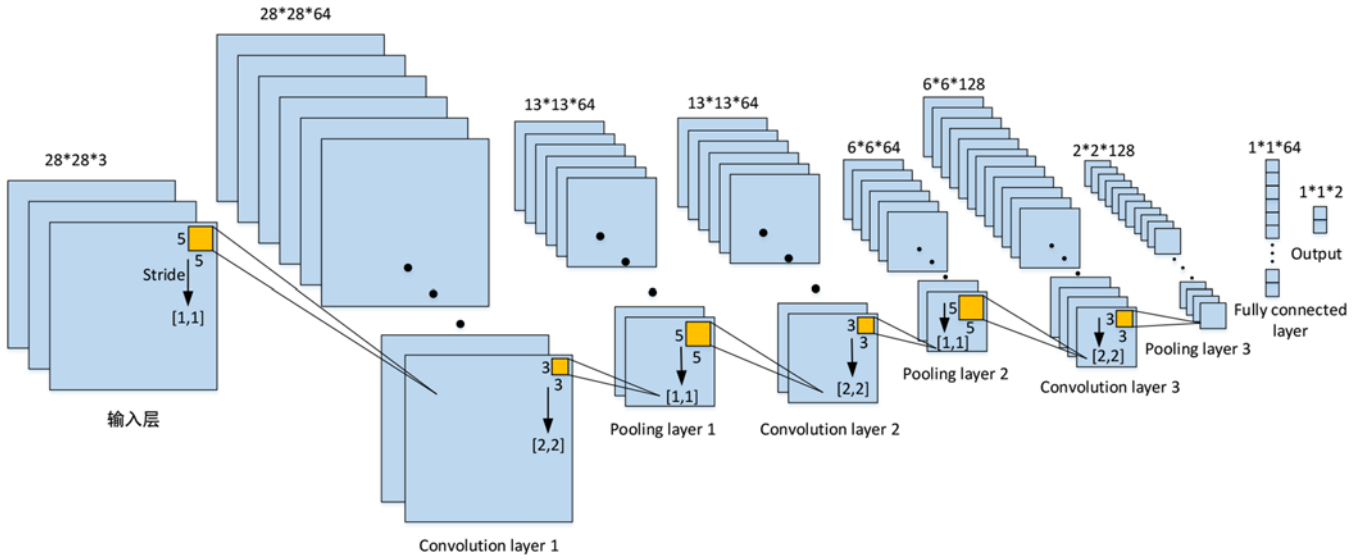 28*28*64
6*6*128
13*13*64
13*13*64
28*28*3
6*6*64
2*2*128
1*1*64
1*1*2
5
5
Stride
[1,1]
输入层
3
3
[2,2]
Convolution layer 1
5
5
[1,1]
Pooling layer 1
3
3
[2,2]
Convolution layer 2
5
5
[1,1]
Pooling layer 2
3
3
[2,2]
Convolution layer 3
Pooling layer 3
Fully connected
layer
Output